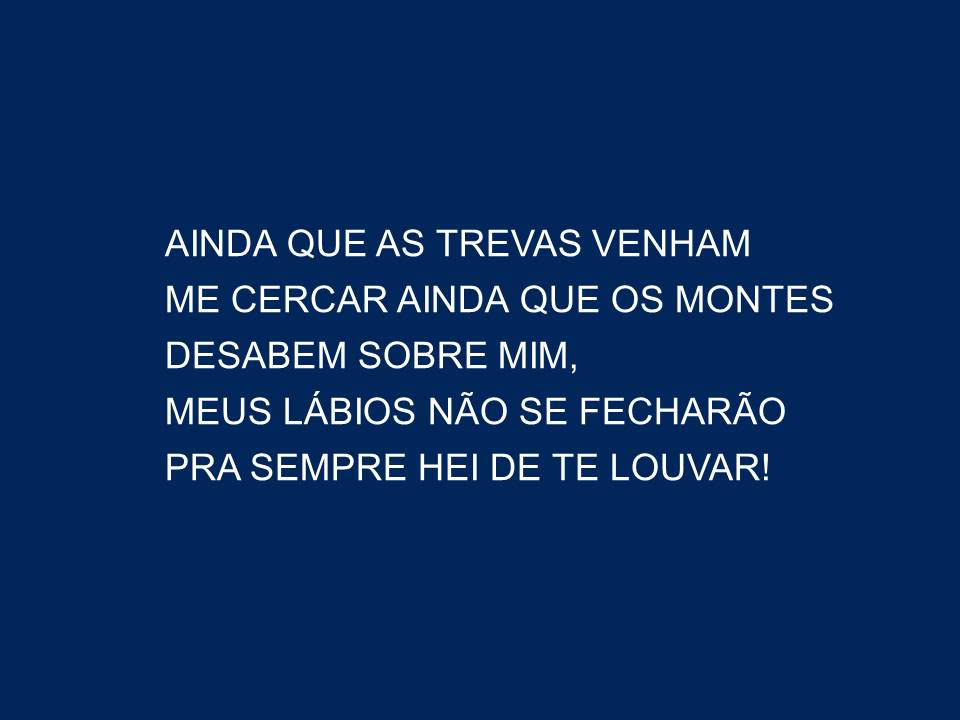 AINDA QUE AS TREVAS VENHAM
ME CERCAR AINDA QUE OS MONTES
DESABEM SOBRE MIM,
MEUS LÁBIOS NÃO SE FECHARÃO
PRA SEMPRE HEI DE TE LOUVAR!